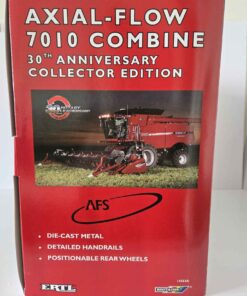 AXIAL-FLOW
7010 COMBINE
30TH ANNIVERSARY
COLLECTOR EDITION
AFS
• DIE-CAST METAL
• DETAILED HANDRAILS
• POSITIONABLE REAR WHEELS
ERTL